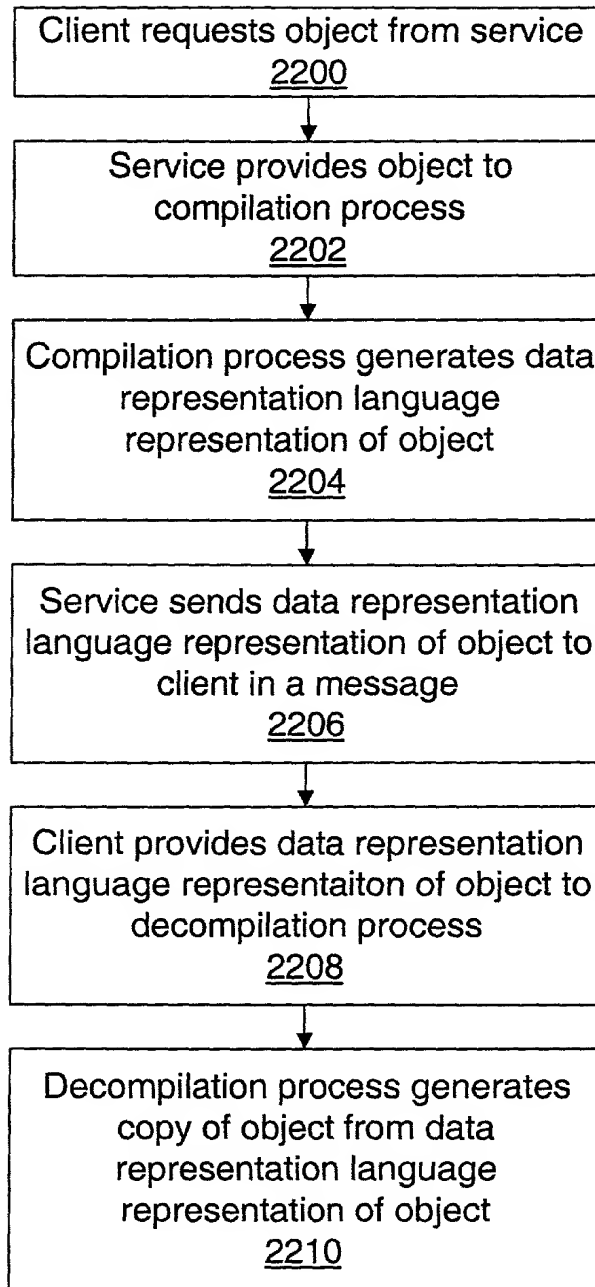 Client requests object from service
2200
Service provides object to
compilation process
2202
Compilation process generates data
representation language
representation of object
2204
Service sends data representation
language representation of object to
client in a message
2206
Client provides data representation
language representaiton of object to
decompilation process
2208
Decompilation process generates
copy of object from data
representation language
representation of object
2210